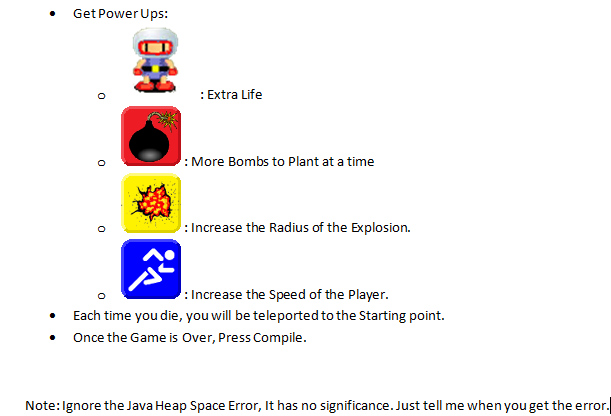 Get Power Ups:
: Extra Life
: More Bombs to Plant at a time
: Increase the Radius of the Explosion.
: Increase the Speed of the Player.
Each time you die, you will be teleported to the Starting point.
Once the Game is Over, Press Compile.
Note: Ignore the Java Heap Space Error, It has no significance. Just tell me when you get the error.